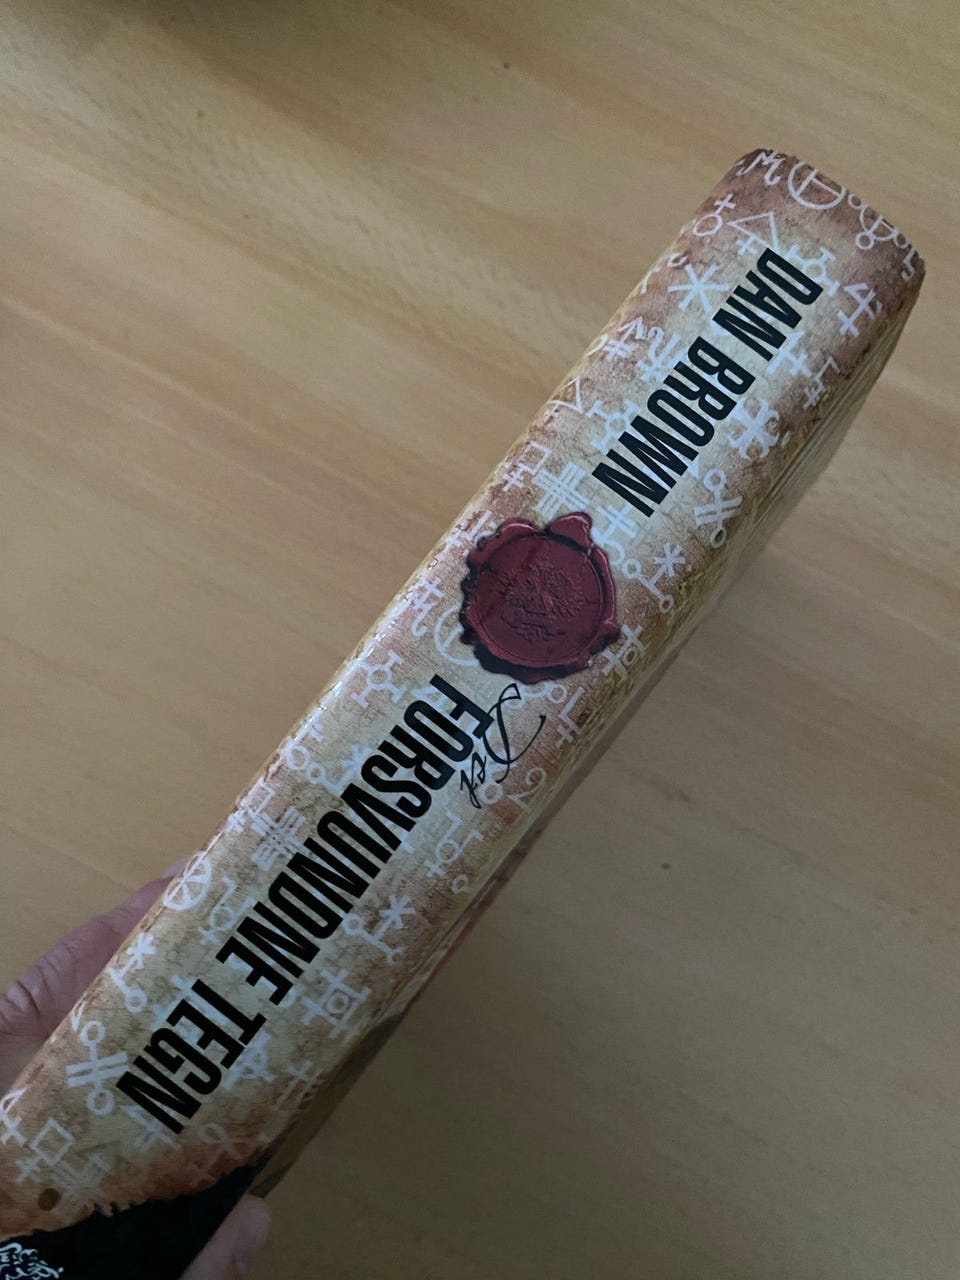 DAN BROWN
Det
FORSVUNDNE TEGN